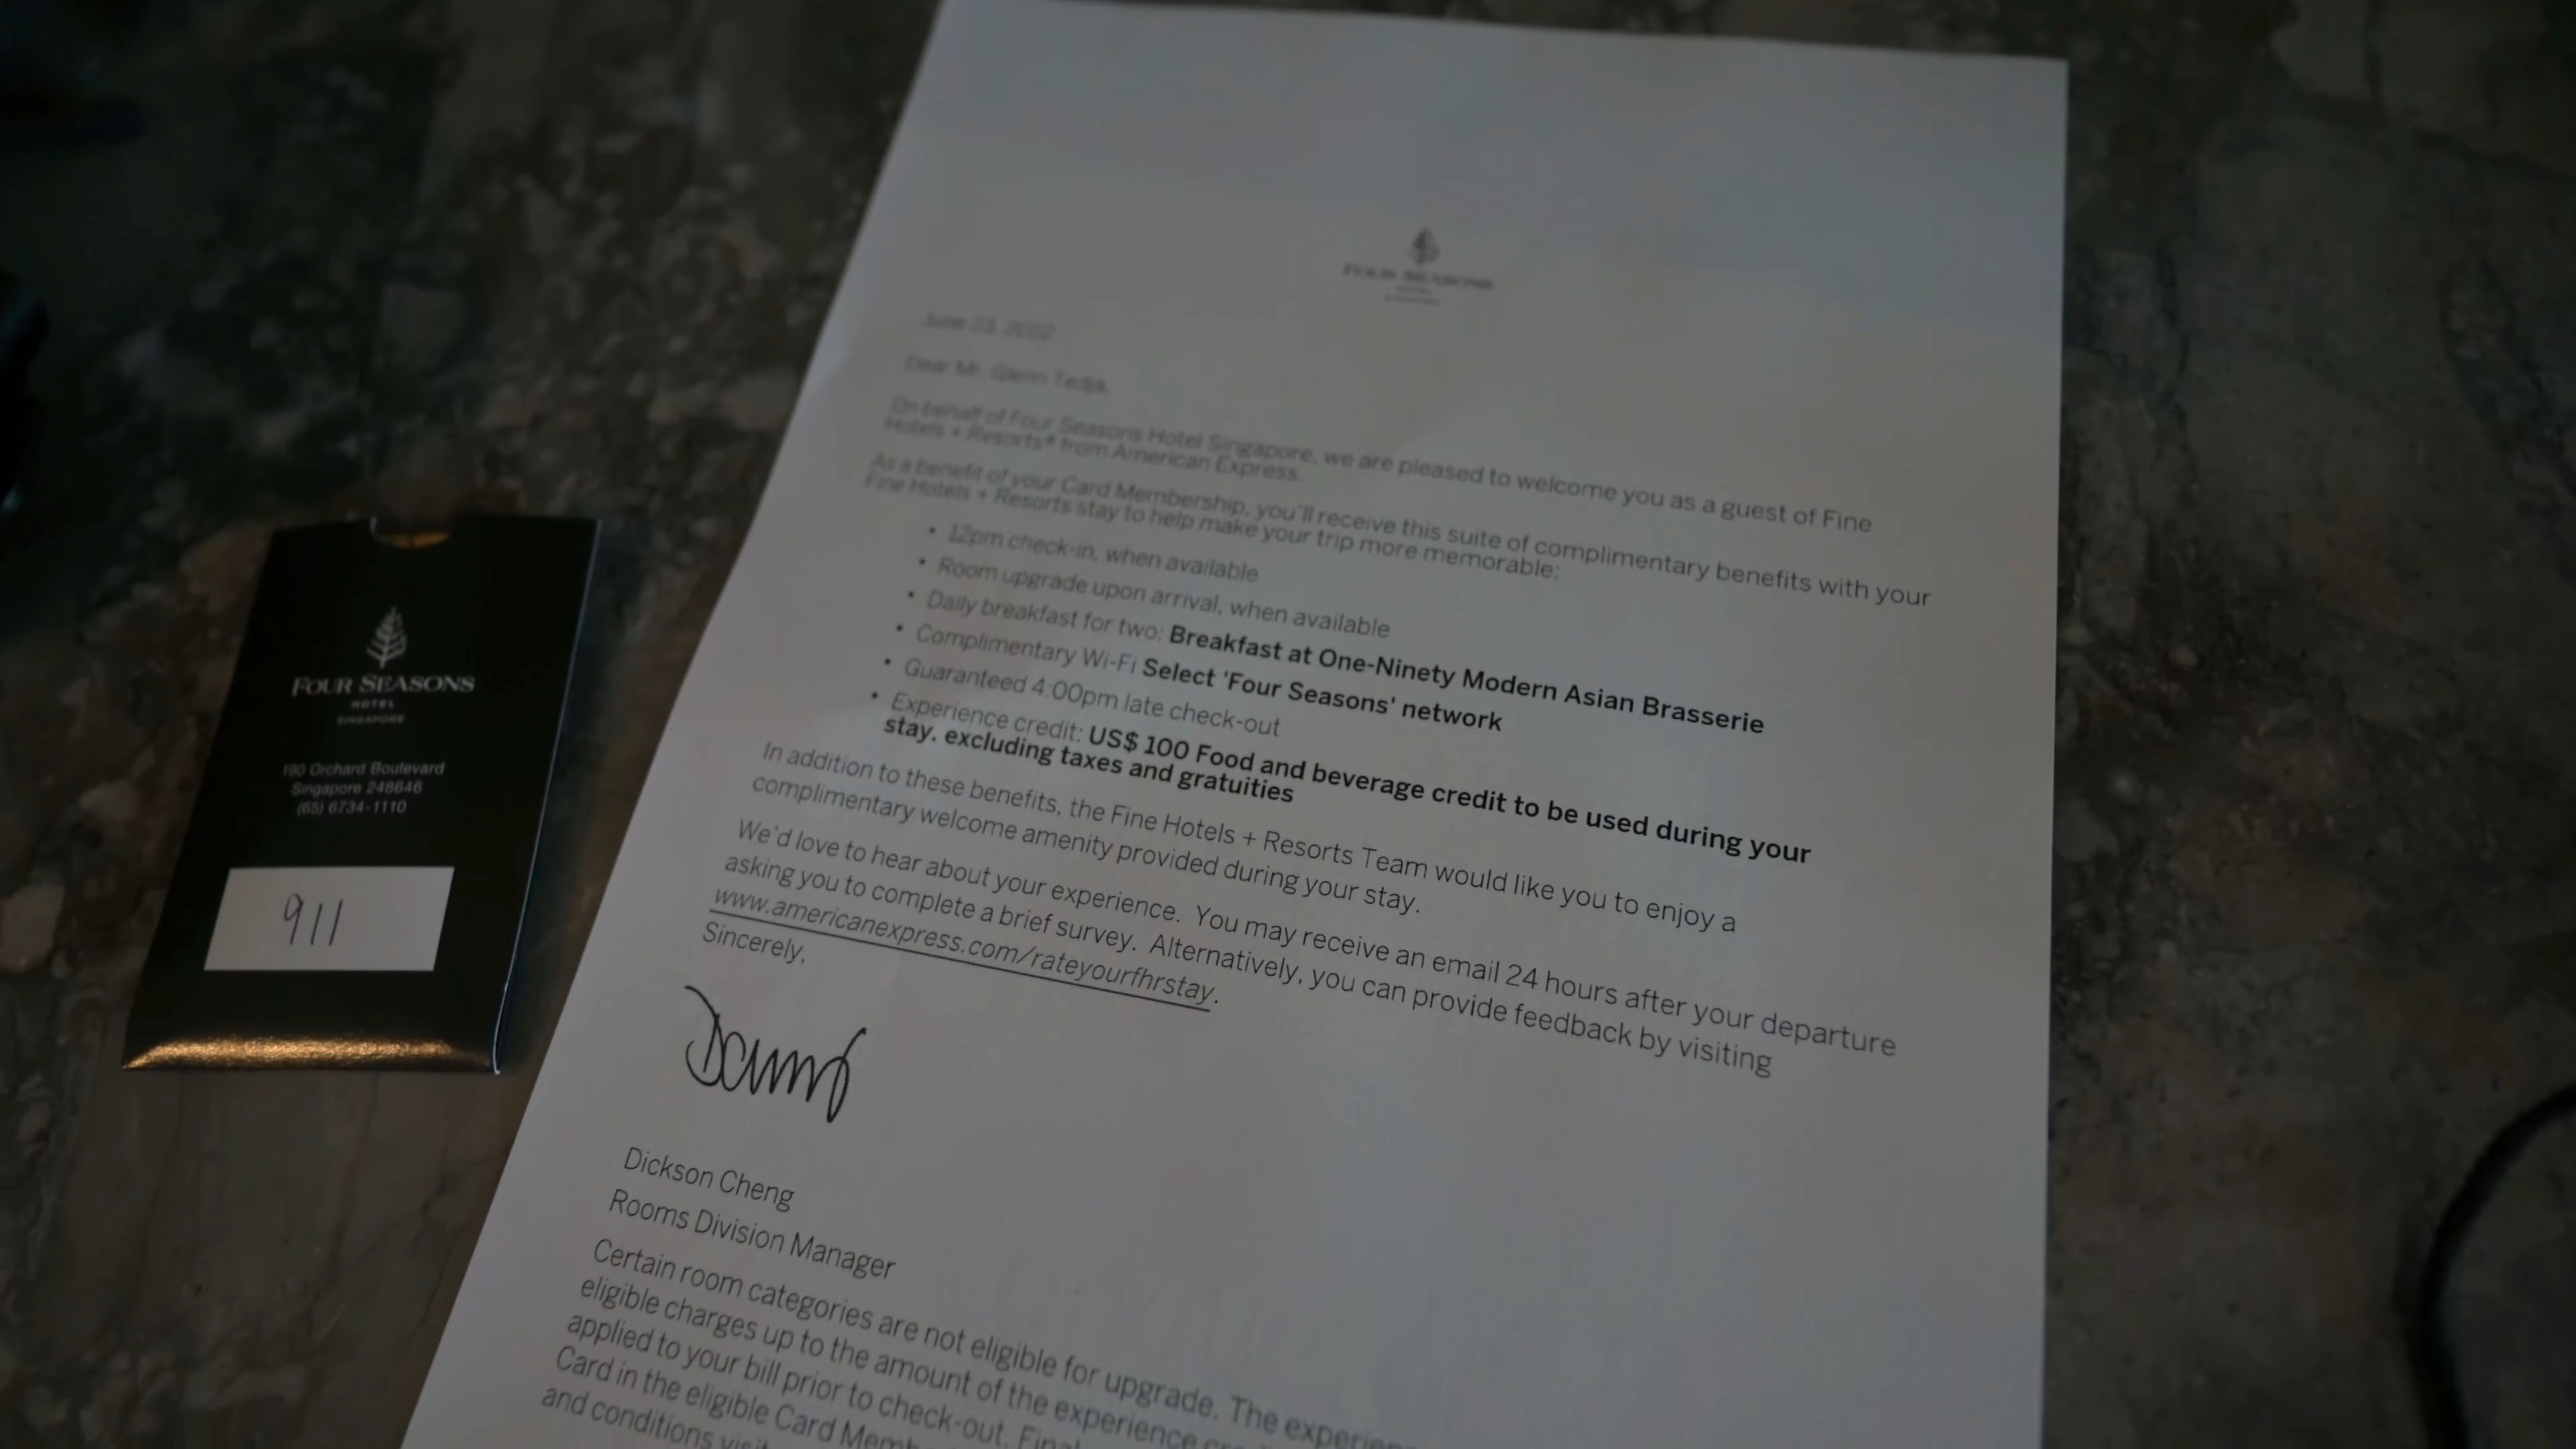 FOUR SEASONS
HOTEL
SINGAPORE
190 Orchard Boulevard
Singapore 248646
(65) 6734-1110
911
FOUR SEASONS
June 23, 2022
Dear Mr. Glenn Tedja,
On behalf of Four Seasons Hotel Singapore, we are pleased to welcome you as a guest of Fine
Hotels + Resorts® from American Express.
As a benefit of your Card Membership, you'll receive this suite of complimentary benefits with your
Fine Hotels + Resorts stay to help make your trip more memorable:
• 12pm check-in, when available
• Room upgrade upon arrival, when available
• Daily breakfast for two: Breakfast at One-Ninety Modern Asian Brasserie
• Complimentary Wi-Fi Select 'Four Seasons' network
• Guaranteed 4:00pm late check-out
• Experience credit: US$ 100 Food and beverage credit to be used during your
stay, excluding taxes and gratuities
In addition to these benefits, the Fine Hotels + Resorts Team would like you to enjoy a
complimentary welcome amenity provided during your stay.
We'd love to hear about your experience. You may receive an email 24 hours after your departure
asking you to complete a brief survey. Alternatively, you can provide feedback by visiting
www.americanexpress.com/rateyourfhrstay.
Sincerely,
Dickson Cheng
Rooms Division Manager
Certain room categories are not eligible for upgrade. The
eligible charges up to the amount of the experience
applied to your bill prior to check-out.
Card in the eligible Card
and conditions